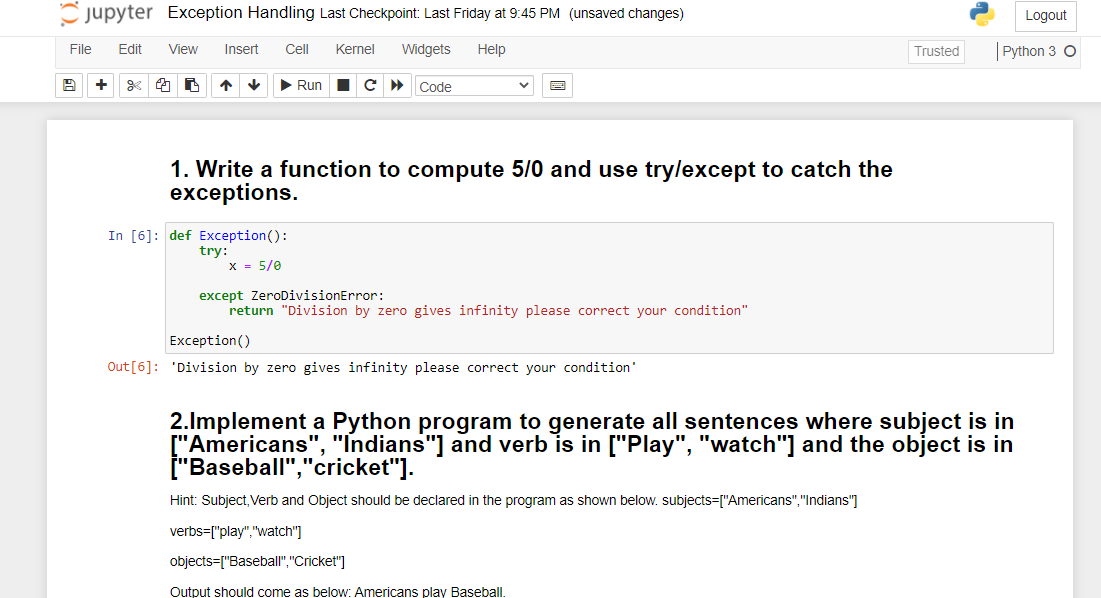 jupyter Exception Handling Last Checkpoint: Last Friday at 9:45 PM (unsaved changes) Logout
File Edit View Insert Cell Kernel Widgets Help Trusted Python 3
Run Code
1. Write a function to compute 5/0 and use try/except to catch the
exceptions.
In [6]: def Exception():
try:
x = 5/0
except ZeroDivisionError:
return "Division by zero gives infinity please correct your condition"
Exception()
Out[6]: 'Division by zero gives infinity please correct your condition'
2.Implement a Python program to generate all sentences where subject is in
["Americans", "Indians"] and verb is in ["Play", "watch"] and the object is in
["Baseball","cricket"].
Hint: Subject,Verb and Object should be declared in the program as shown below. subjects=["Americans","Indians"]
verbs=["play","watch"]
objects=["Baseball","Cricket"]
Output should come as below: Americans play Baseball.